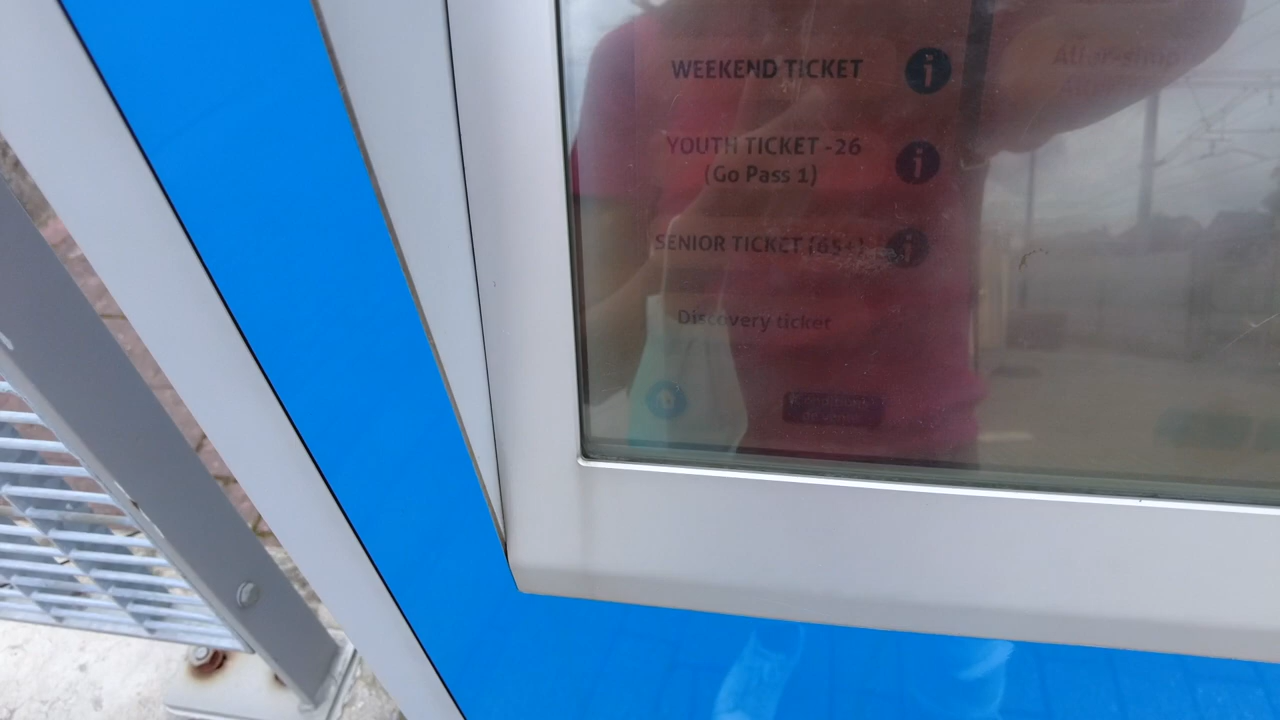 WEEKEND TICKET
YOUTH TICKET -26
(Go Pass 1)
SENIOR TICKET (65+)
Discovery ticket